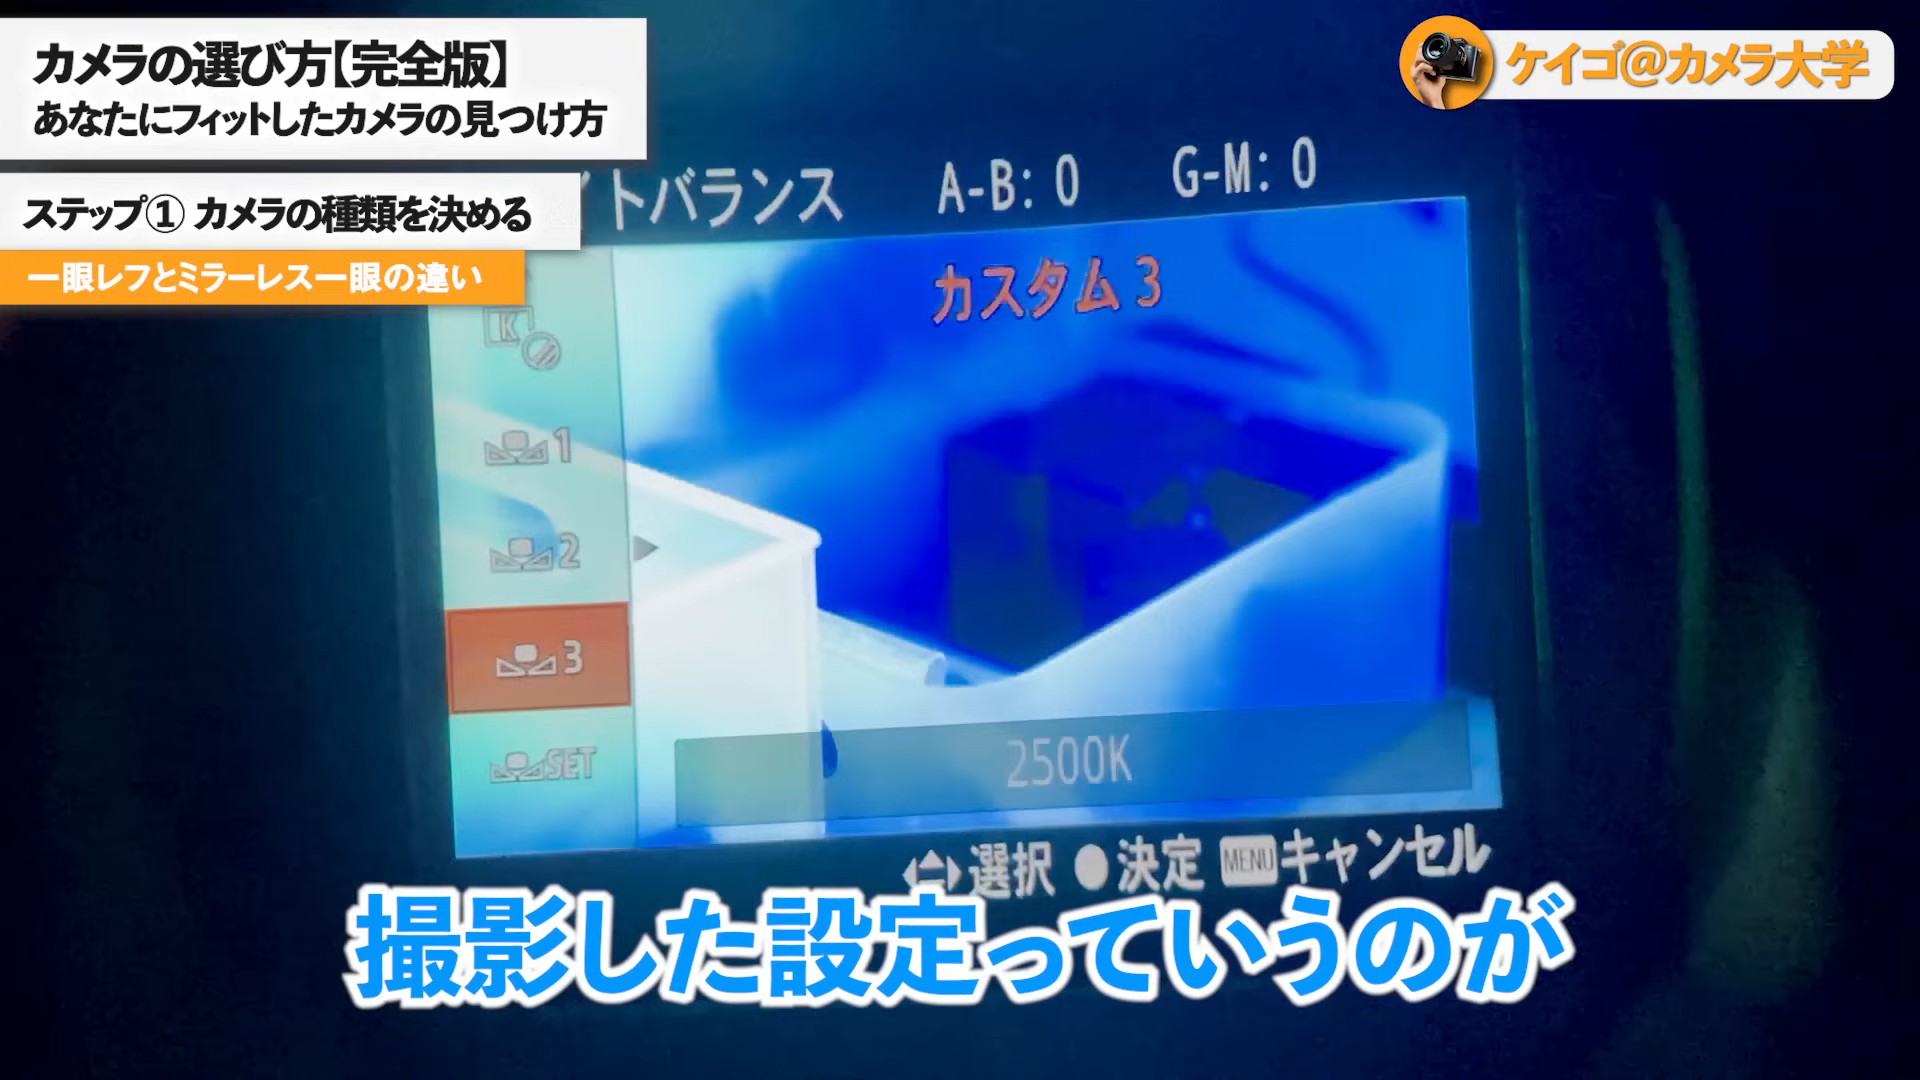 カメラの選び方【完全版】
あなたにフィットしたカメラの見つけ方
ケイゴ@カメラ大学
ステップ① カメラの種類を決める
一眼レフとミラーレス一眼の違い
イトバランス A-B: 0 G-M: 0
カスタム 3
K
1
2
3
SET
2500K
選択 決定 MENU キャンセル
撮影した設定っていうのが